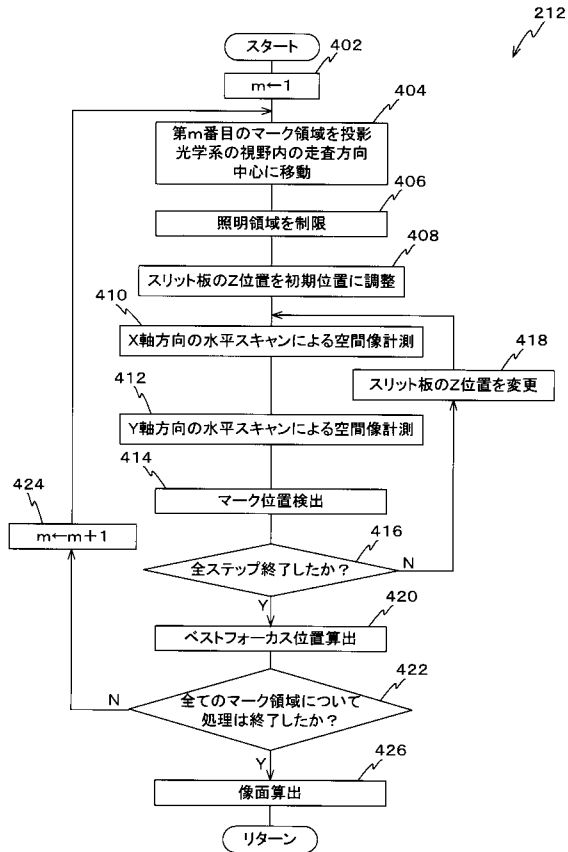 212
スタート
402
m←1
404
第m番目のマーク領域を投影
光学系の視野内の走査方向
中心に移動
406
照明領域を制限
408
スリット板のZ位置を初期位置に調整
410
X軸方向の水平スキャンによる空間像計測
418
スリット板のZ位置を変更
412
Y軸方向の水平スキャンによる空間像計測
414
マーク位置検出
424
m←m+1
416
全ステップ終了したか?
N
Y
420
ベストフォーカス位置算出
422
全てのマーク領域について
処理は終了したか?
N
Y
426
像面算出
リターン